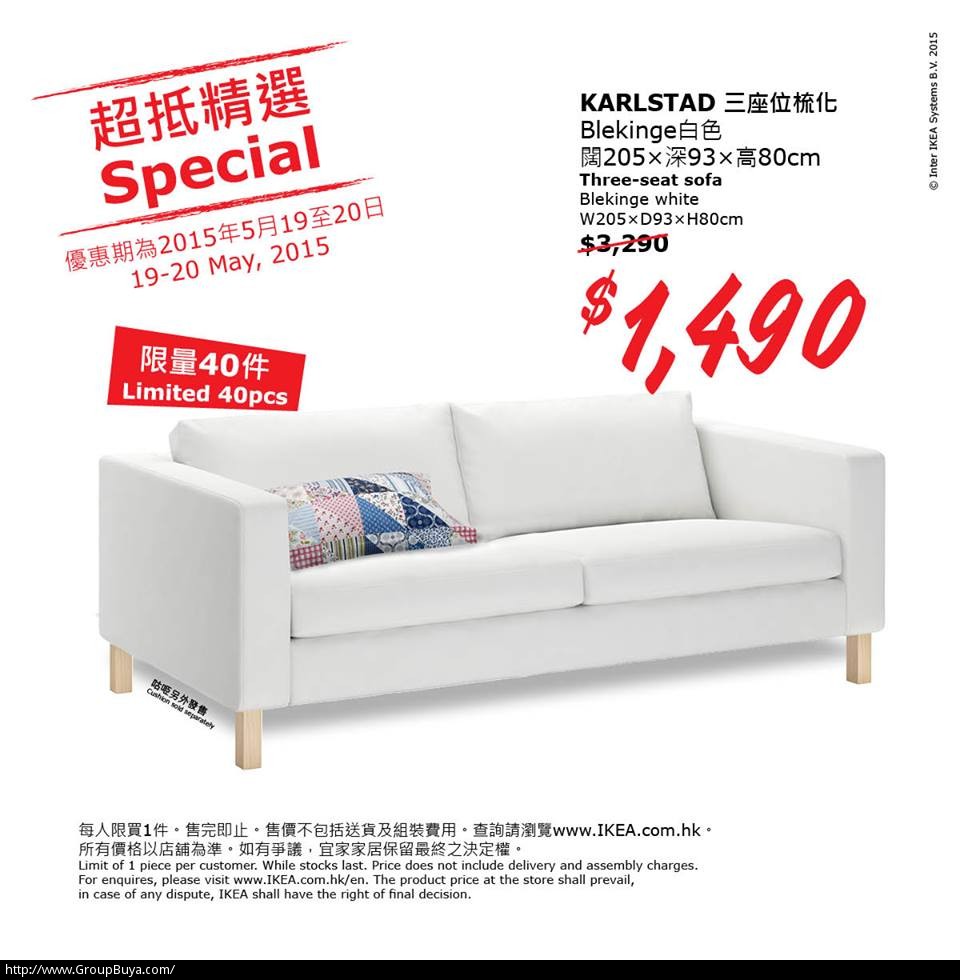 超抵精選
Special
優惠期為2015年5月19至20日
19-20 May, 2015
© Inter IKEA Systems B.V. 2015
KARLSTAD 三座位梳化
Blekinge白色
闊205×深93×高80cm
Three-seat sofa
Blekinge white
W205×D93×H80cm
$3,290
$1,490
限量40件
Limited 40pcs
咕𠱸另外發售
Cushion sold separately
每人限買1件。售完即止。售價不包括送貨及組裝費用。查詢請瀏覽www.IKEA.com.hk。
所有價格以店舖為準。如有爭議，宜家家居保留最終之決定權。
Limit of 1 piece per customer. While stocks last. Price does not include delivery and assembly charges.
For enquires, please visit www.IKEA.com.hk/en. The product price at the store shall prevail,
in case of any dispute, IKEA shall have the right of final decision.
http://www.GroupBuya.com/